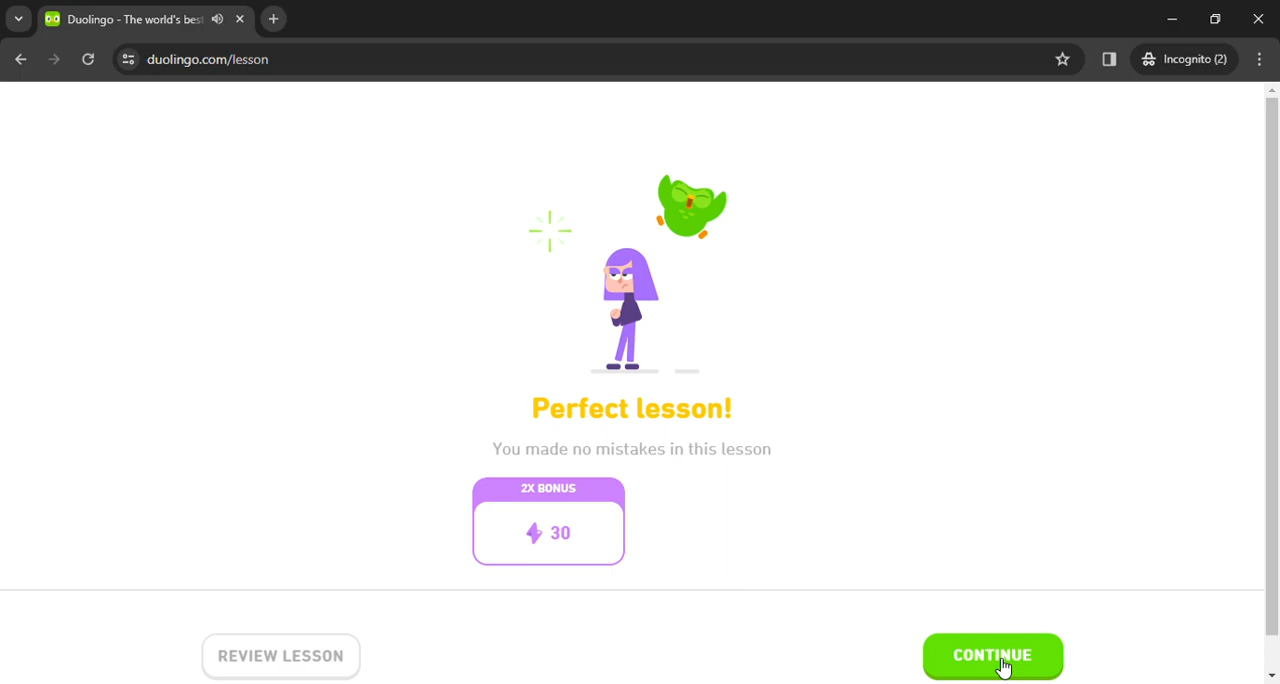 Duolingo - The world's best
duolingo.com/lesson
Incognito (2)
Perfect lesson!
You made no mistakes in this lesson
2X BONUS
30
REVIEW LESSON
CONTINUE